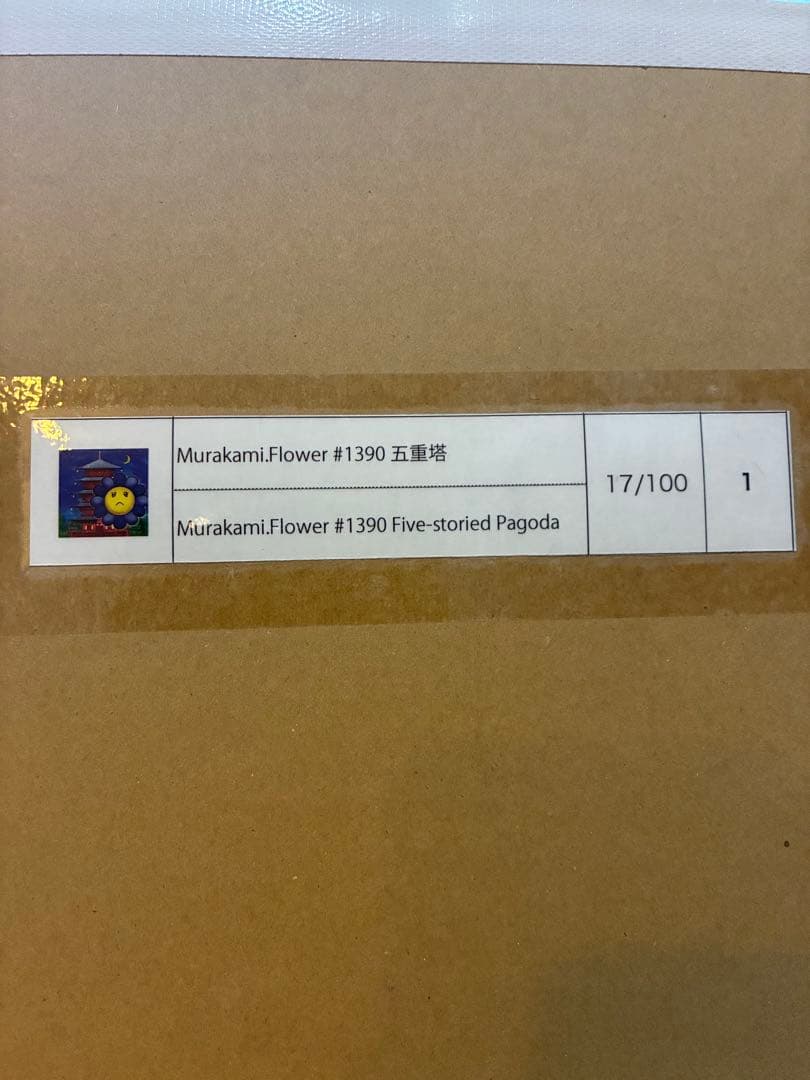 Murakami.Flower #1390 五重塔
Murakami.Flower #1390 Five-storied Pagoda
17/100
1